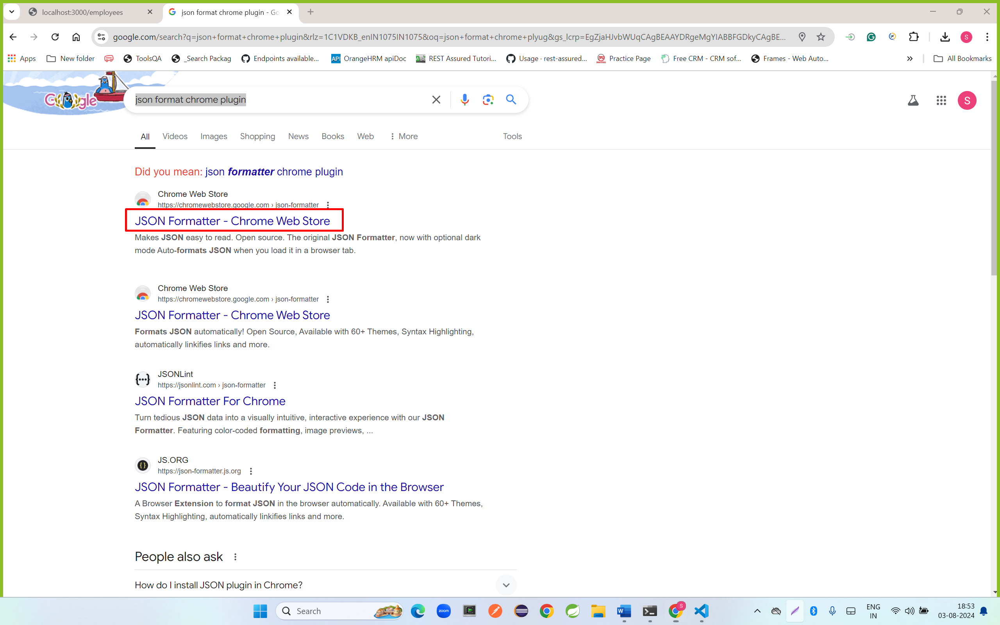 localhost:3000/employees
json format chrome plugin - Go
google.com/search?q=json+format+chrome+plugin&rlz=1C1VDKB_enIN1075IN1075&oq=json+format+chrome+plyug&gs_lcrp=EgZjaHJvbWUqCAgBEAAYDRgeMgYIABBFGDkyCAgBE...
S
Apps
New folder
ToolsQA
_Search Packag
Endpoints available...
API OrangeHRM apiDoc
REST Assured Tutori...
Usage · rest-assured...
Practice Page
Free CRM - CRM sof...
Frames - Web Auto...
»
All Bookmarks
Google
json format chrome plugin
S
All Videos Images Shopping News Books Web More Tools
Did you mean: json formatter chrome plugin
Chrome Web Store
https://chromewebstore.google.com › json-formatter
JSON Formatter - Chrome Web Store
Makes JSON easy to read. Open source. The original JSON Formatter, now with optional dark
mode Auto-formats JSON when you load it in a browser tab.
Chrome Web Store
https://chromewebstore.google.com › json-formatter
JSON Formatter - Chrome Web Store
Formats JSON automatically! Open Source, Available with 60+ Themes, Syntax Highlighting,
automatically linkifies links and more.
JSONLint
https://jsonlint.com › json-formatter
JSON Formatter For Chrome
Turn tedious JSON data into a visually intuitive, interactive experience with our JSON
Formatter. Featuring color-coded formatting, image previews, ...
JS.ORG
https://json-formatter.js.org
JSON Formatter - Beautify Your JSON Code in the Browser
A Browser Extension to format JSON in the browser automatically. Available with 60+ Themes,
Syntax Highlighting, automatically linkifies links and more.
People also ask
How do I install JSON plugin in Chrome?
Search
zoom
W
S
ENG
IN
18:53
03-08-2024